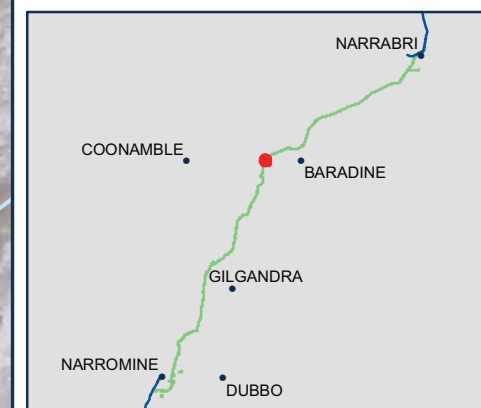 NARRABRI
COONAMBLE
BARADINE
GILGANDRA
NARROMINE
DUBBO